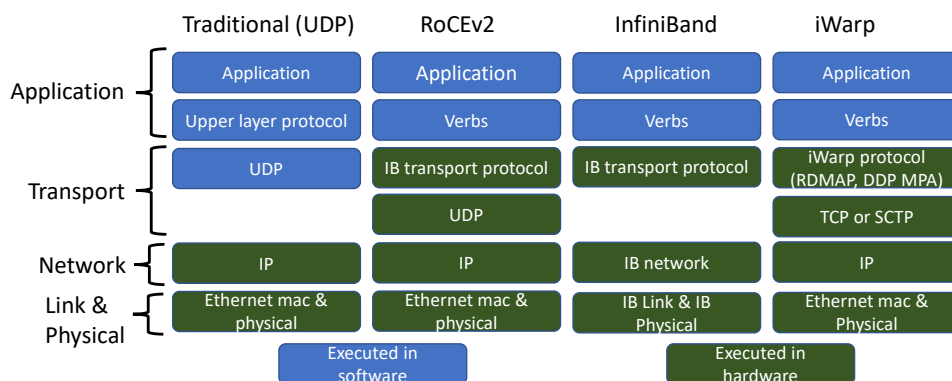 Traditional (UDP) RoCEv2 InfiniBand iWarp
Application Application Application Application
Application
Upper layer protocol Verbs Verbs Verbs
UDP IB transport protocol IB transport protocol iWarp protocol
(RDMAP, DDP MPA)
Transport
UDP TCP or SCTP
Network IP IP IB network IP
Link &
Physical
Ethernet mac &
physical
Ethernet mac &
physical
IB Link & IB
Physical
Ethernet mac &
Physical
Executed in
software
Executed in
hardware